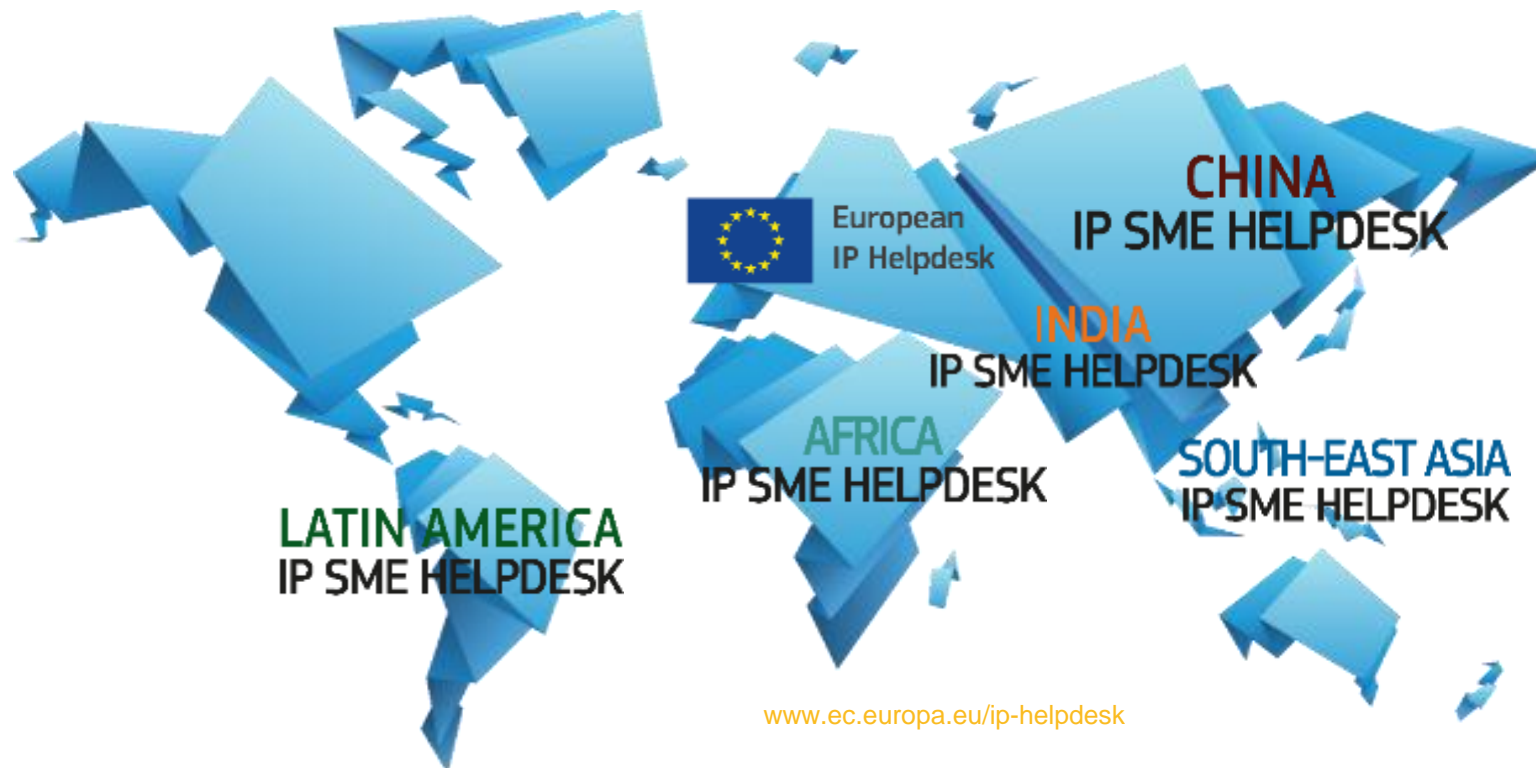 CHINA
IP SME HELPDESK
European
IP Helpdesk
INDIA
IP SME HELPDESK
AFRICA
IP SME HELPDESK
SOUTH-EAST ASIA
IP SME HELPDESK
LATIN AMERICA
IP SME HELPDESK
www.ec.europa.eu/ip-helpdesk